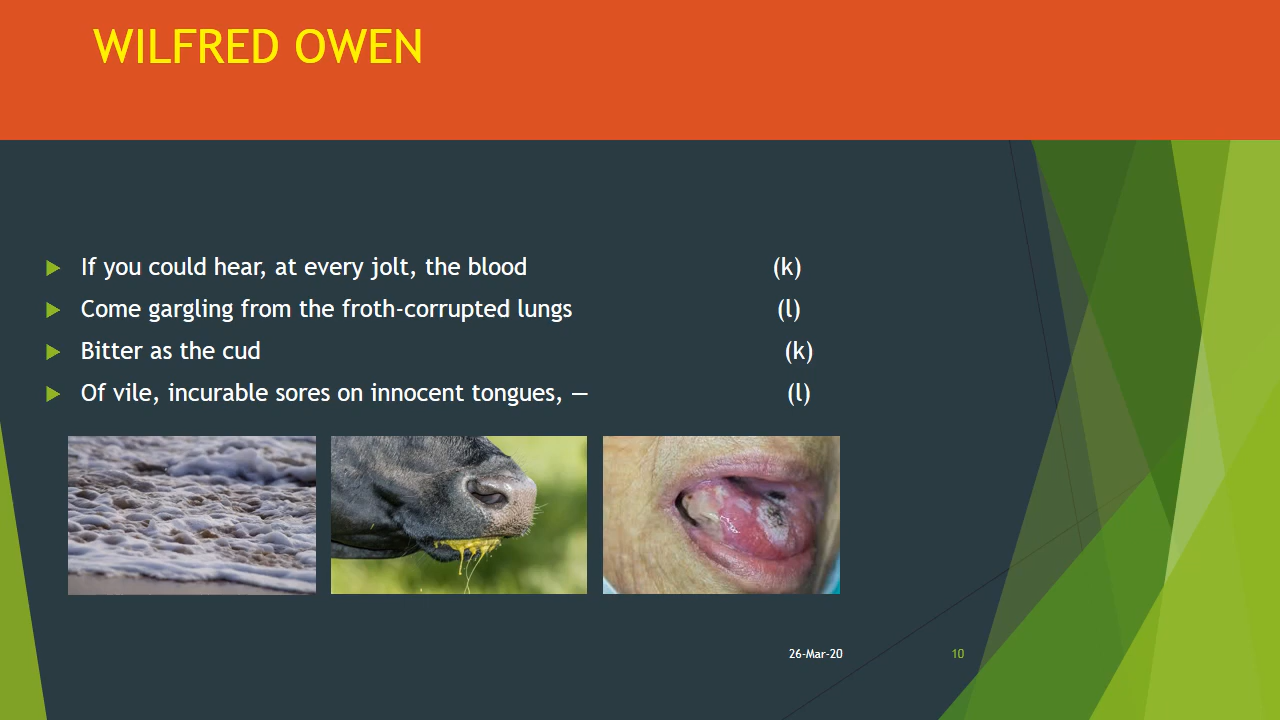 WILFRED OWEN
If you could hear, at every jolt, the blood (k)
Come gargling from the froth-corrupted lungs (l)
Bitter as the cud (k)
Of vile, incurable sores on innocent tongues, — (l)
26-Mar-20 10